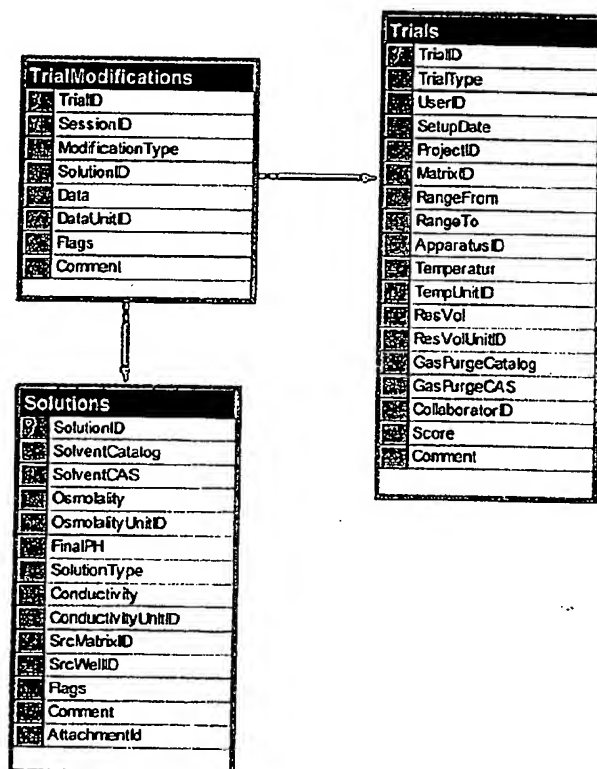 TrialModifications
TrialID
SessionID
ModificationType
SolutionID
Data
DataUnitID
Flags
Comment
Trials
TrialID
TrialType
UserID
SetupDate
ProjectID
MatrixID
RangeFrom
RangeTo
ApparatusID
Temperatur
TempUnitID
ResVol
ResVolUnitID
GasPurgeCatalog
GasPurgeCAS
CollaboratorID
Score
Comment
Solutions
SolutionID
SolventCatalog
SolventCAS
Osmolality
OsmolalityUnitID
FinalPH
SolutionType
Conductivity
ConductivityUnitID
SrcMatrixID
SrcWellID
Flags
Comment
AttachmentId